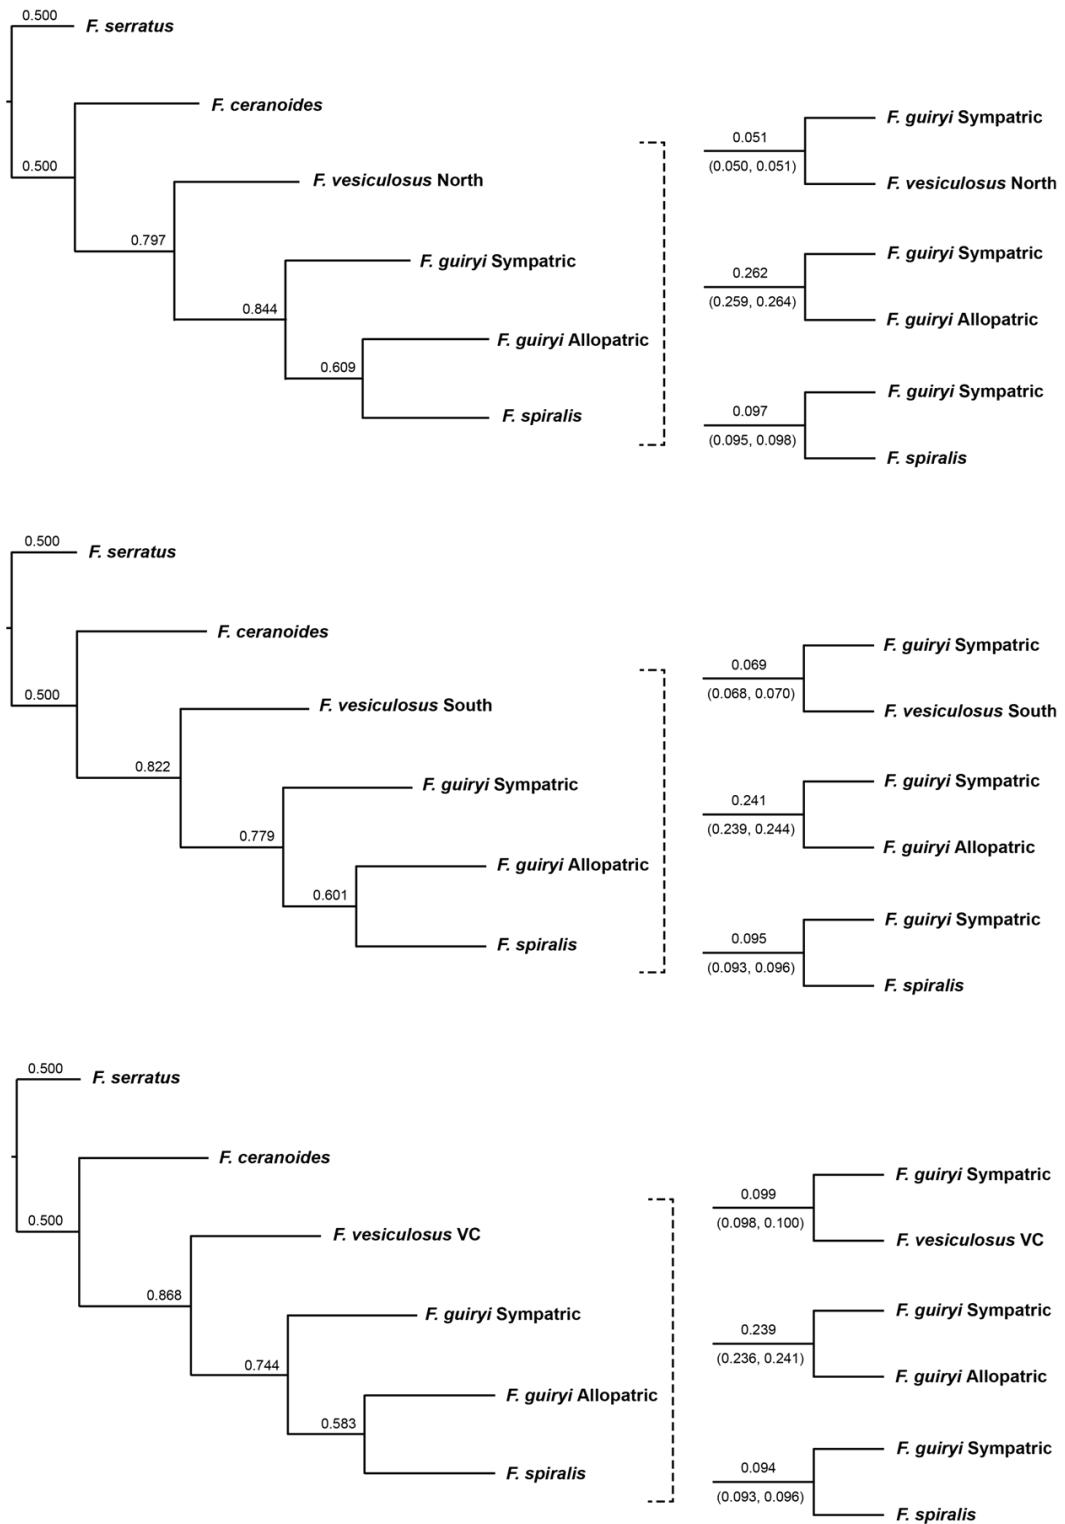 0.500
F. serratus
F. ceranoides
0.500
F. vesiculosus North
0.797
F. guiryi Sympatric
0.844
F. guiryi Allopatric
0.609
F. spiralis
F. guiryi Sympatric
0.051
(0.050, 0.051)
F. vesiculosus North
F. guiryi Sympatric
0.262
(0.259, 0.264)
F. guiryi Allopatric
F. guiryi Sympatric
0.097
(0.095, 0.098)
F. spiralis
0.500
F. serratus
F. ceranoides
0.500
F. vesiculosus South
0.822
F. guiryi Sympatric
0.779
F. guiryi Allopatric
0.601
F. spiralis
F. guiryi Sympatric
0.069
(0.068, 0.070)
F. vesiculosus South
F. guiryi Sympatric
0.241
(0.239, 0.244)
F. guiryi Allopatric
F. guiryi Sympatric
0.095
(0.093, 0.096)
F. spiralis
0.500
F. serratus
F. ceranoides
0.500
F. vesiculosus VC
0.868
F. guiryi Sympatric
0.744
F. guiryi Allopatric
0.583
F. spiralis
F. guiryi Sympatric
0.099
(0.098, 0.100)
F. vesiculosus VC
F. guiryi Sympatric
0.239
(0.236, 0.241)
F. guiryi Allopatric
F. guiryi Sympatric
0.094
(0.093, 0.096)
F. spiralis